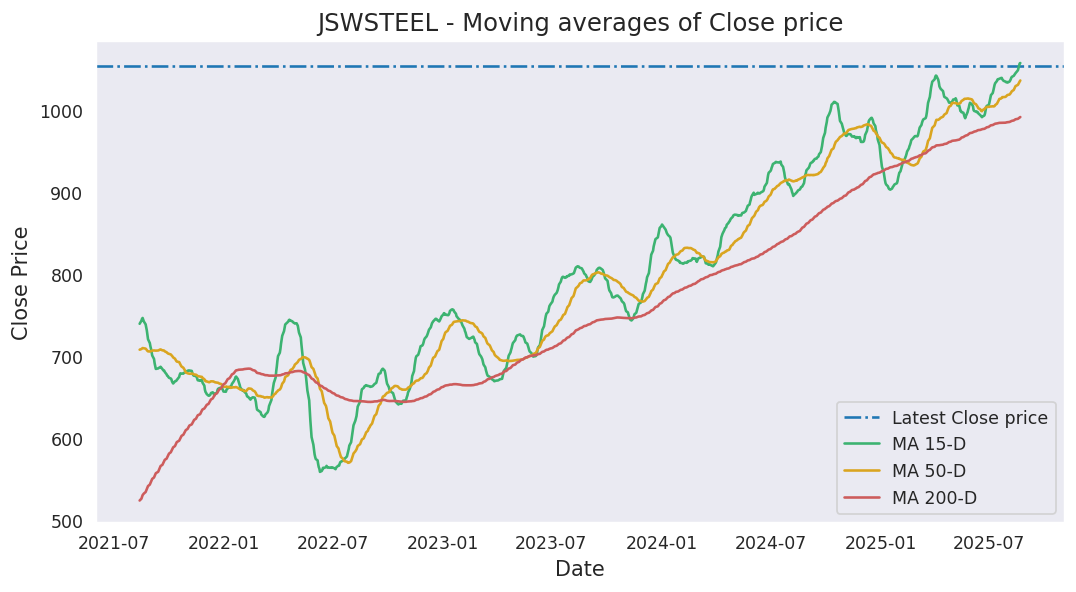 JSWSTEEL - Moving averages of Close price
Close Price
1000
900
800
700
600
500
2021-07
2022-01
2022-07
2023-01
2023-07
2024-01
2024-07
2025-01
2025-07
Date
Latest Close price
MA 15-D
MA 50-D
MA 200-D